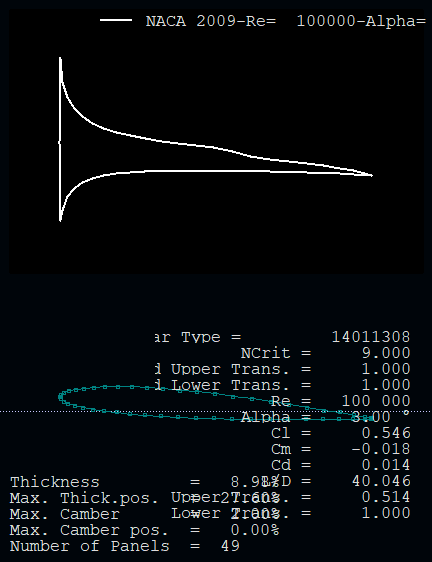 NACA 2009-Re=  100000-Alpha=
ar Type = 14011308
NCrit = 9.000
d Upper Trans. = 1.000
d Lower Trans. = 1.000
Re = 100 000
Alpha = 3.00 °
Cl = 0.546
Cm = -0.018
Cd = 0.014
L/D = 40.046
Upper Trans. = 0.514
Lower Trans. = 1.000
Thickness = 8.98%
Max. Thick.pos. = 27.60%
Max. Camber = 2.00%
Max. Camber pos. = 0.00%
Number of Panels = 49